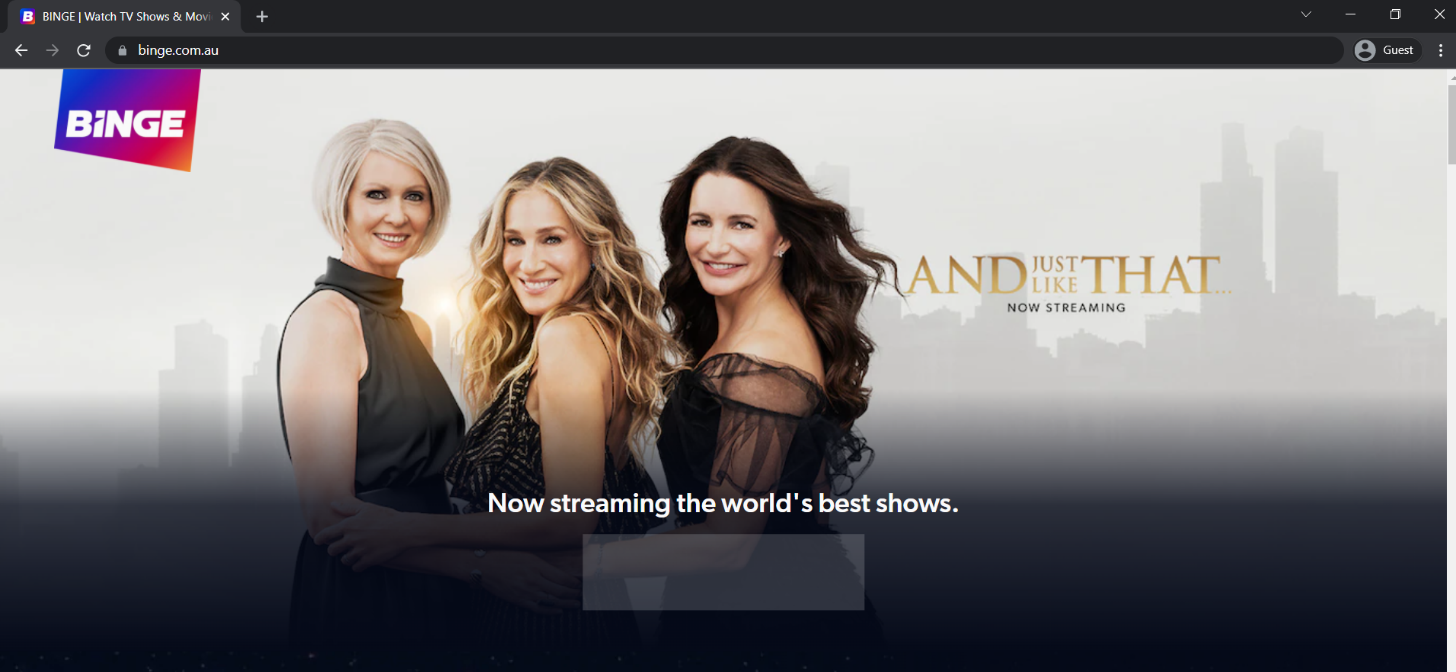 BINGE | Watch TV Shows & Movi
binge.com.au
Guest
BiNGE
AND JUST LIKE THAT...
NOW STREAMING
Now streaming the world's best shows.